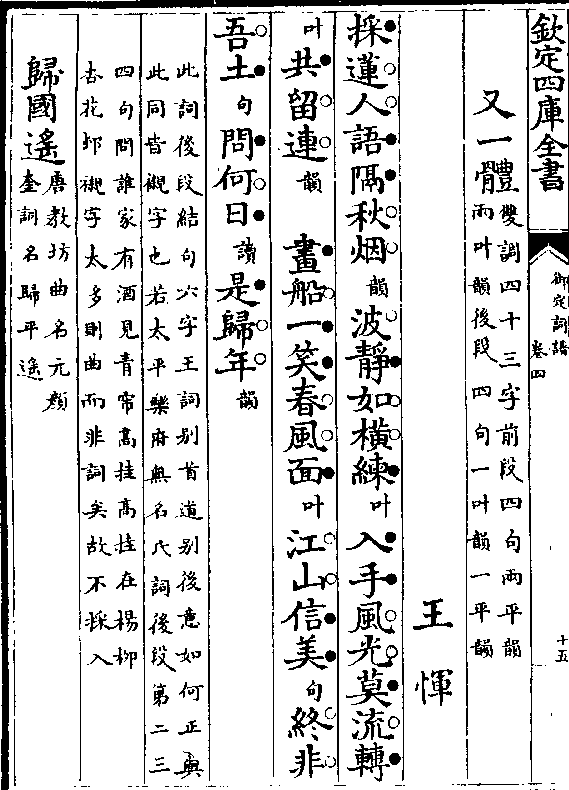 欽定四庫全書
御定詞譜
卷四
十五
又一體雙調四十三字前段四句兩平韻
兩叶韻後段四句一叶韻一平韻
王惲
採蓮人語隔秋烟韻波靜如横練叶入手風光莫流轉
叶共留連韻 畫船一笑春風面叶江山信美句終非
吾土句問何日讀是歸年韻
此詞後段結句六字王詞别首道别後意如何正與
此同皆襯字也若太平樂府無名氏詞後段第二三
四句問誰家有酒見青帘高挂高挂在楊柳
杏花邨襯字太多則曲而非詞矣故不採入
歸國遙唐教坊曲名元顔
奎詞名歸平遙